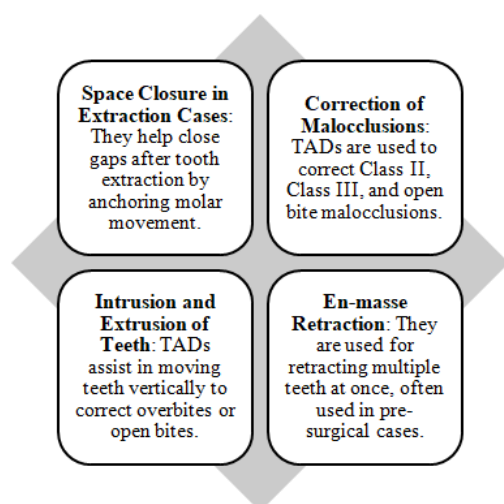 Space Closure in
Extraction Cases:
They help close
gaps after tooth
extraction by
anchoring molar
movement.
Correction of
Malocclusions:
TADs are used to
correct Class II,
Class III, and open
bite malocclusions.
Intrusion and
Extrusion of
Teeth: TADs
assist in moving
teeth vertically to
correct overbites or
open bites.
En-masse
Retraction: They
are used for
retracting multiple
teeth at once, often
used in pre-
surgical cases.